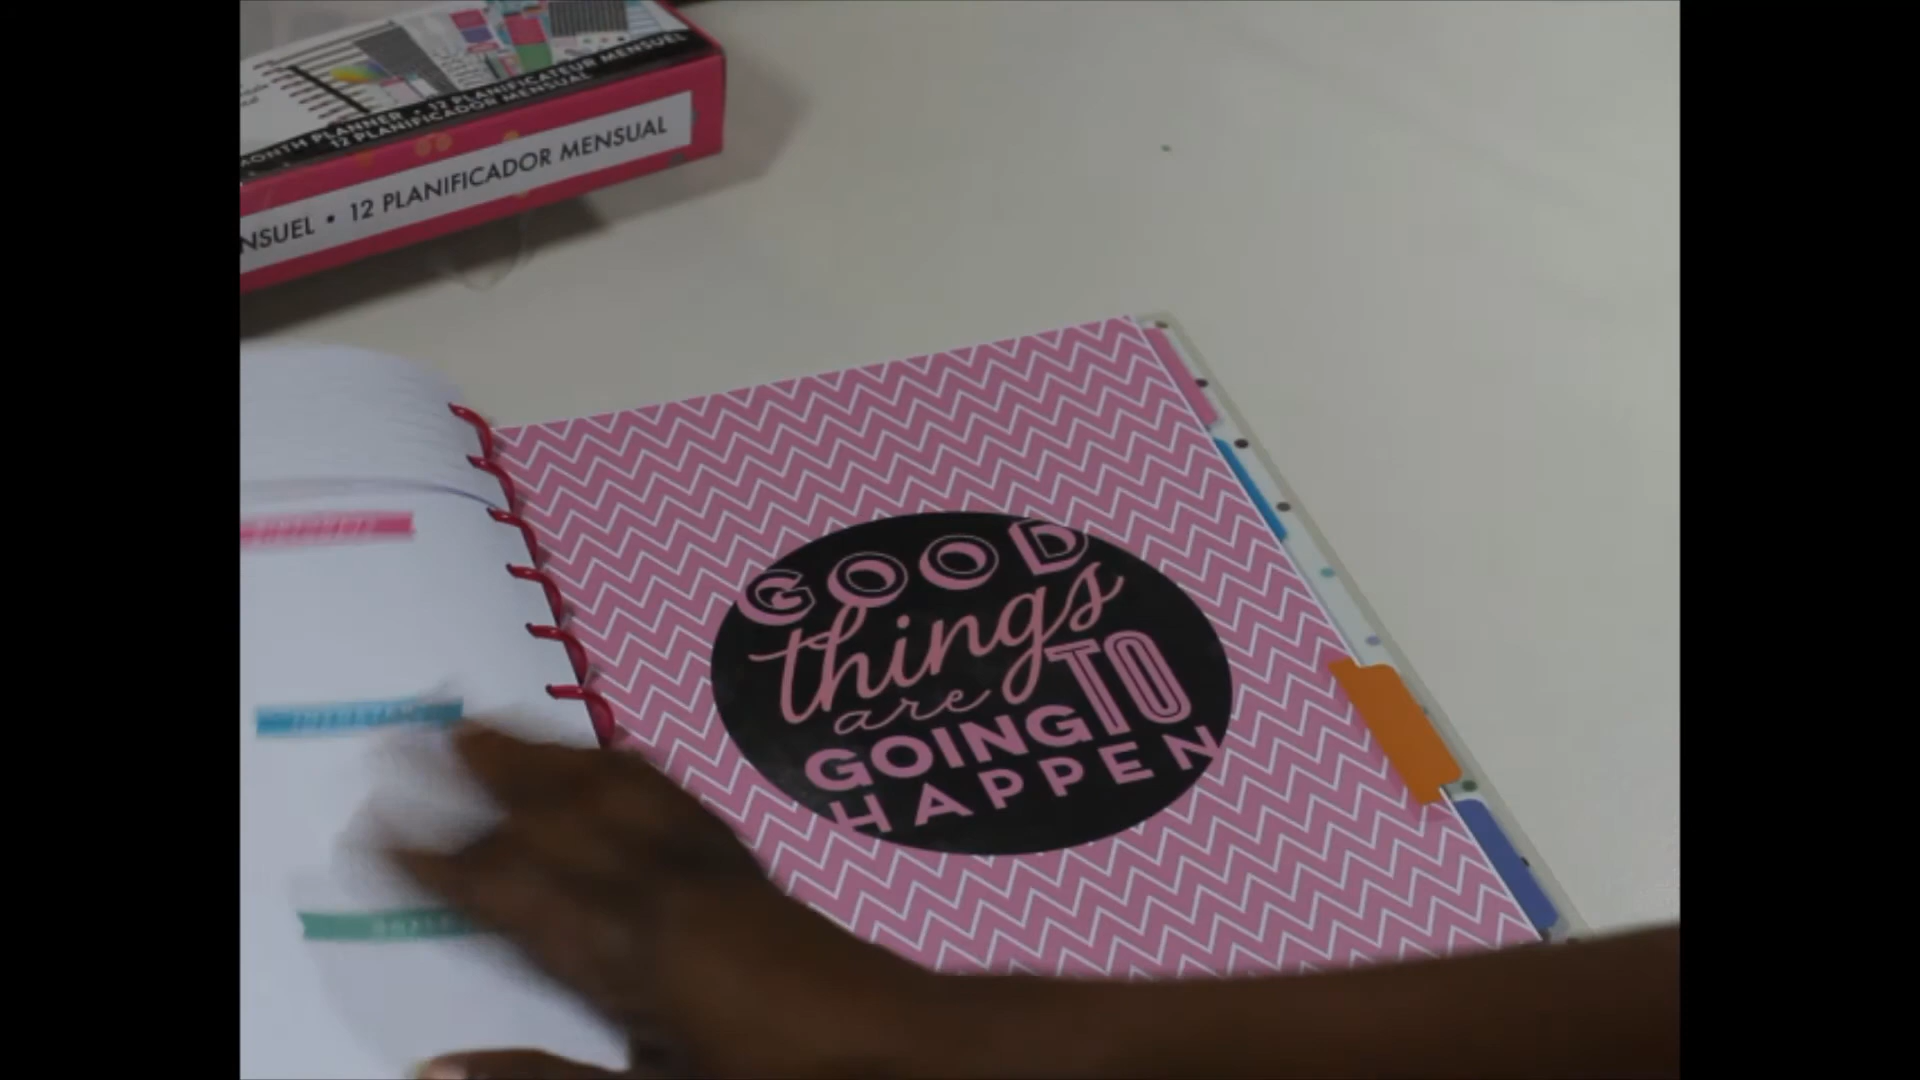 MONTH PLANNER • 12 PLANIFICATEUR MENSUEL
12 PLANIFICADOR MENSUAL
NSUEL • 12 PLANIFICADOR MENSUAL
GOOD
things
are
GOING TO
HAPPEN